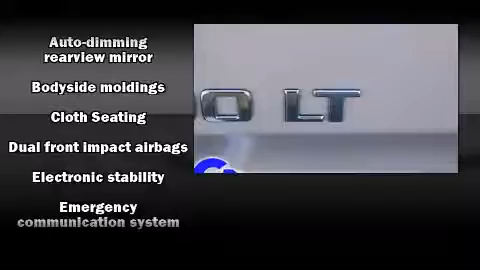 Auto-dimming
rearview mirror
Bodyside moldings
Cloth Seating
Dual front impact airbags
Electronic stability
Emergency
communication system
LT